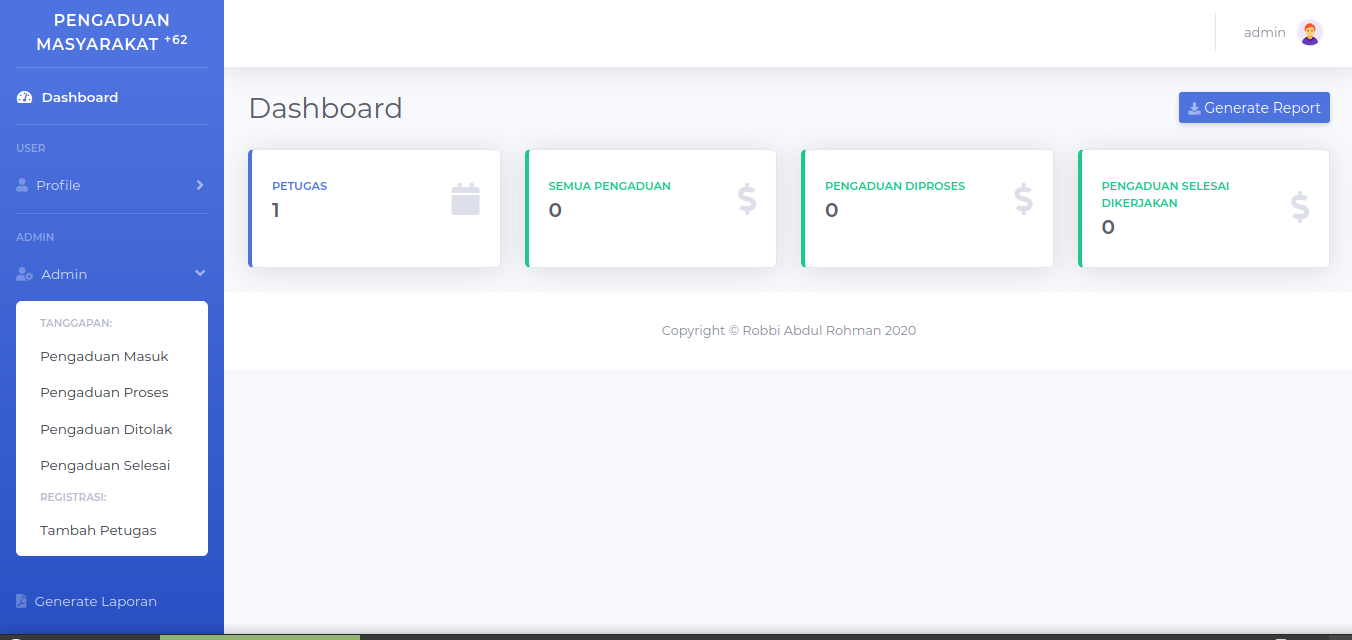 PENGADUAN
MASYARAKAT +62
Dashboard
USER
Profile
ADMIN
Admin
TANGGAPAN:
Pengaduan Masuk
Pengaduan Proses
Pengaduan Ditolak
Pengaduan Selesai
REGISTRASI:
Tambah Petugas
Generate Laporan
admin
Dashboard
Generate Report
PETUGAS
1
SEMUA PENGADUAN
0
PENGADUAN DIPROSES
0
PENGADUAN SELESAI
DIKERJAKAN
0
Copyright © Robbi Abdul Rohman 2020